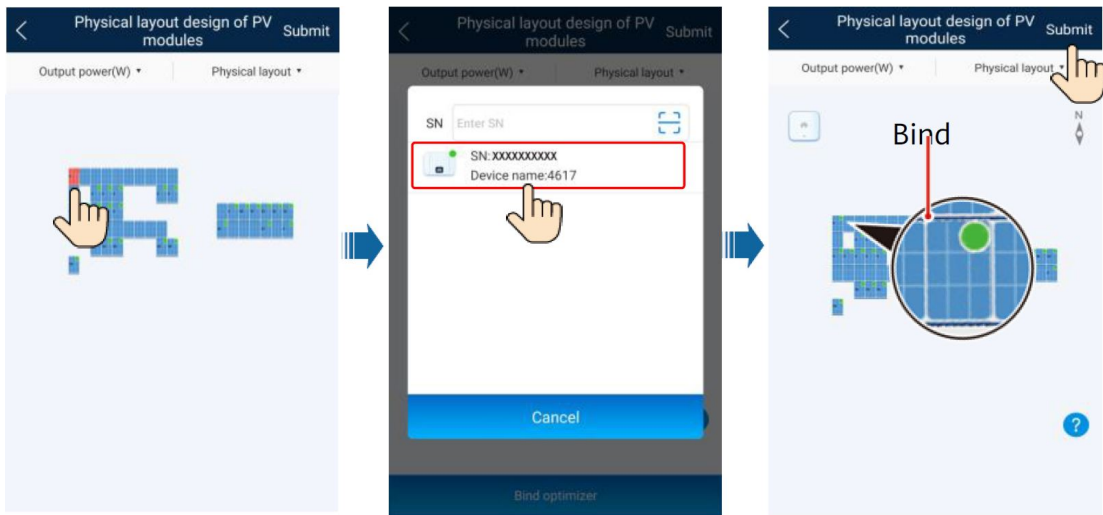 Physical layout design of PV
modules
Submit
Output power(W)
Physical layout
Physical layout design of PV
modules
Submit
Output power(W)
Physical layout
SN Enter SN
SN:XXXXXXXXXX
Device name:4617
Cancel
Bind optimizer
Physical layout design of PV
modules
Submit
Output power(W)
Physical layout
N
Bind
?